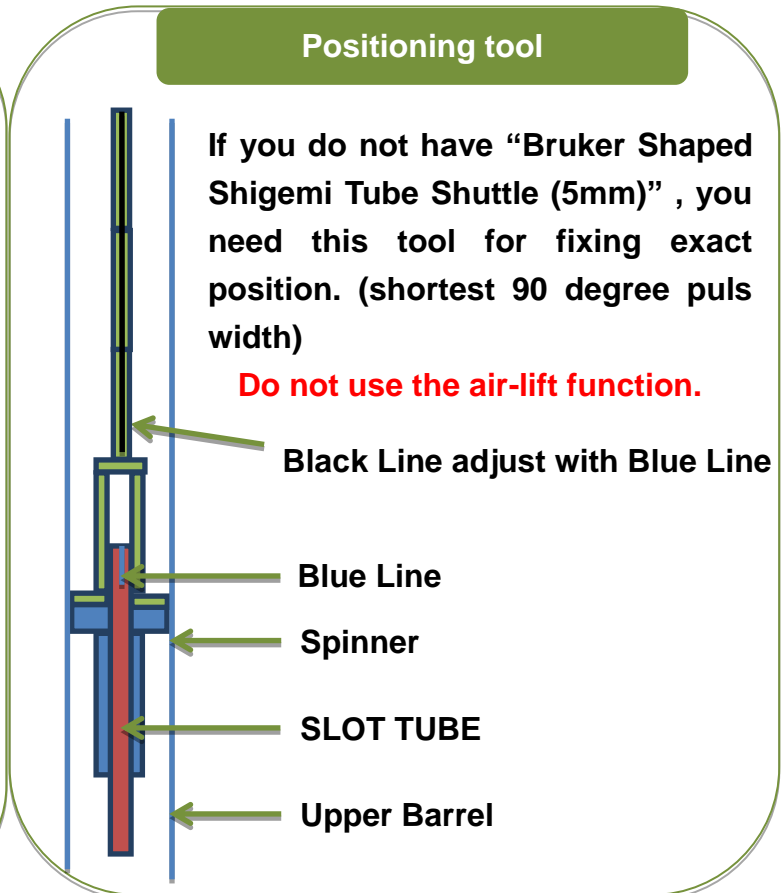 Positioning tool
If you do not have “Bruker Shaped
Shigemi Tube Shuttle (5mm)” , you
need this tool for fixing exact
position. (shortest 90 degree puls
width)
Do not use the air-lift function.
Black Line adjust with Blue Line
Blue Line
Spinner
SLOT TUBE
Upper Barrel